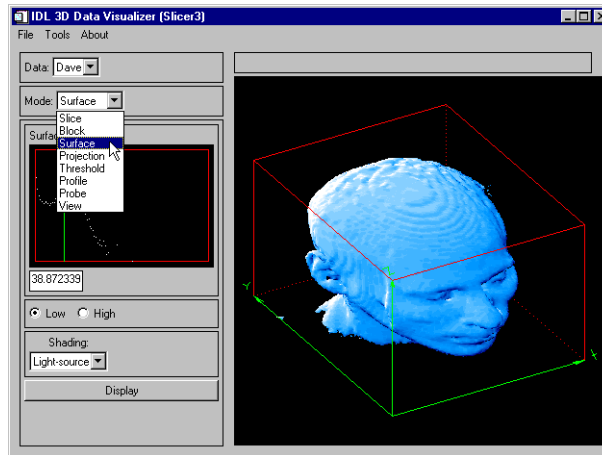 IDL 3D Data Visualizer (Slicer3)
File Tools About
Data: Dave
Mode: Surface
Slice
Block
Surface
Projection
Threshold
Profile
Probe
View
38.872339
Low High
Shading:
Light-source
Display
Y
X